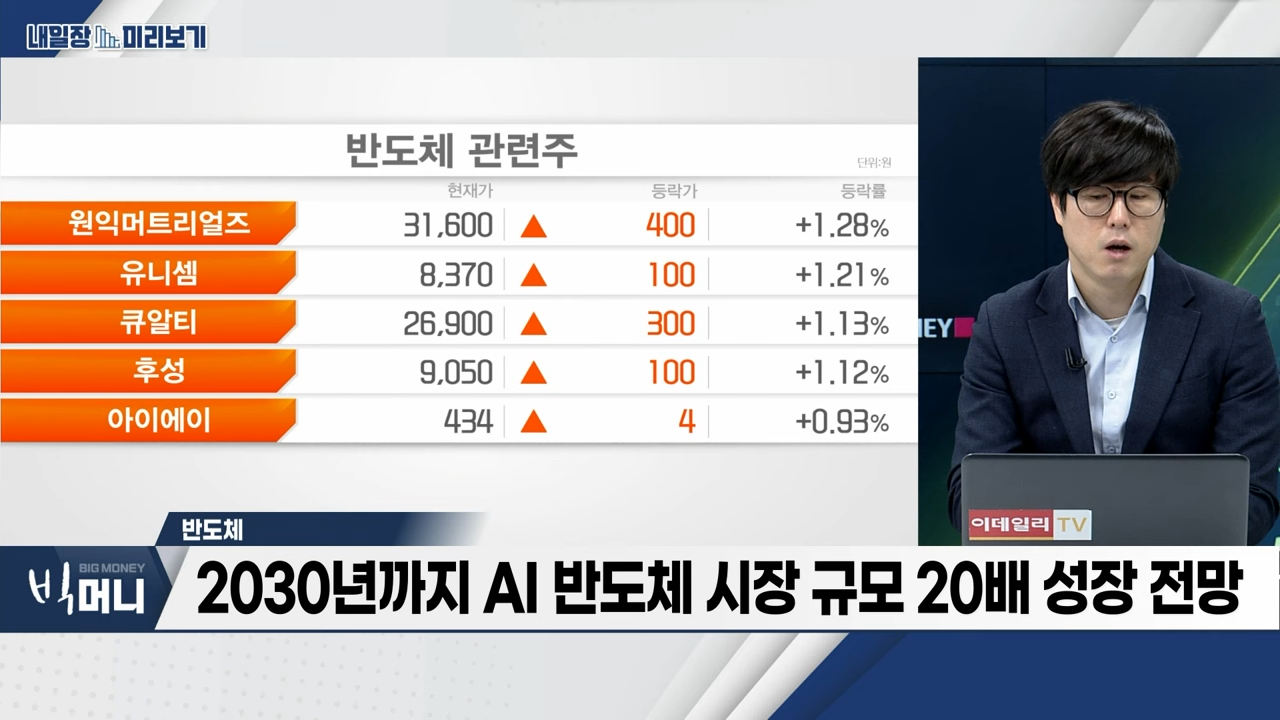 내일장 미리보기
반도체 관련주
단위:원
현재가 등락가 등락률
원익머트리얼즈 31,600 ▲ 400 +1.28%
유니셈 8,370 ▲ 100 +1.21%
큐알티 26,900 ▲ 300 +1.13%
후성 9,050 ▲ 100 +1.12%
아이에이 434 ▲ 4 +0.93%
NEY
이데일리 TV
반도체
BIG MONEY
빅머니
2030년까지 AI 반도체 시장 규모 20배 성장 전망